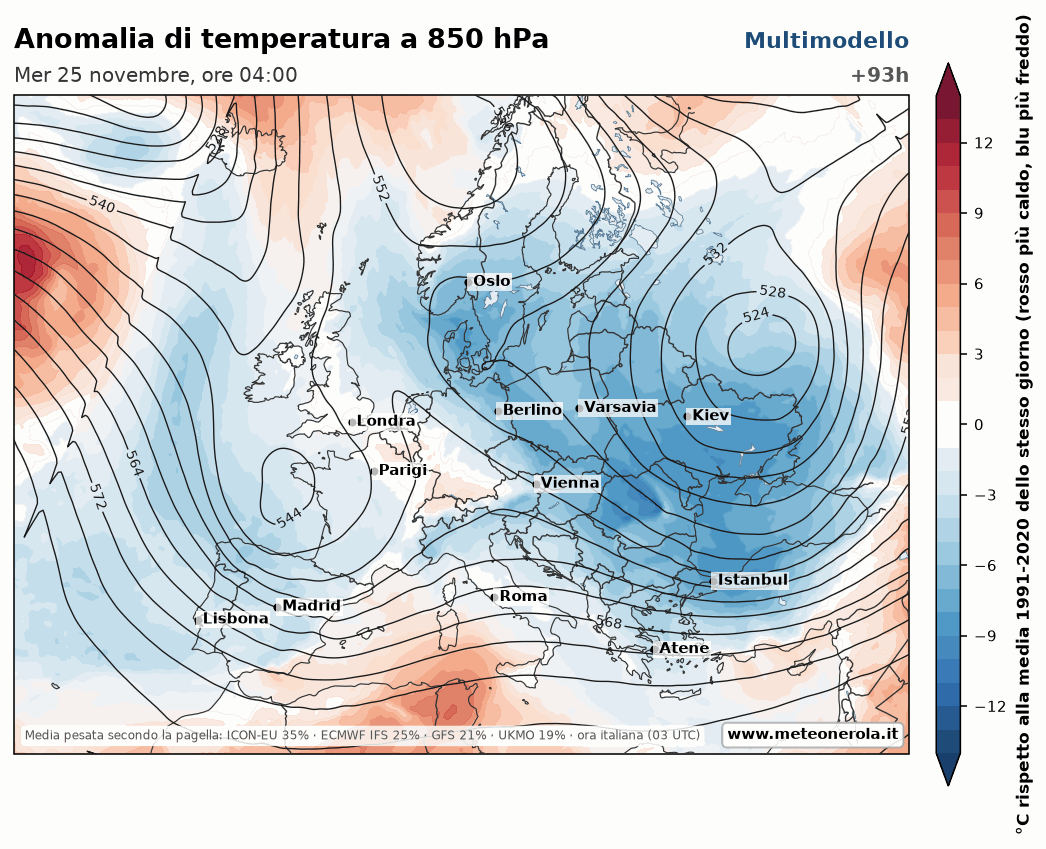 Anomalia di temperatura a 850 hPa
Multimodello
Mer 25 novembre, ore 04:00
+93h
528
540
552
532
528
524
564
572
544
568
Oslo
Berlino
Varsavia
Kiev
Londra
Parigi
Vienna
Istanbul
Madrid
Roma
Lisbona
Atene
12
9
6
3
0
−3
−6
−9
−12
°C rispetto alla media 1991-2020 dello stesso giorno (rosso più caldo, blu più freddo)
Media pesata secondo la pagella: ICON-EU 35% · ECMWF IFS 25% · GFS 21% · UKMO 19% · ora italiana (03 UTC)
www.meteonerola.it